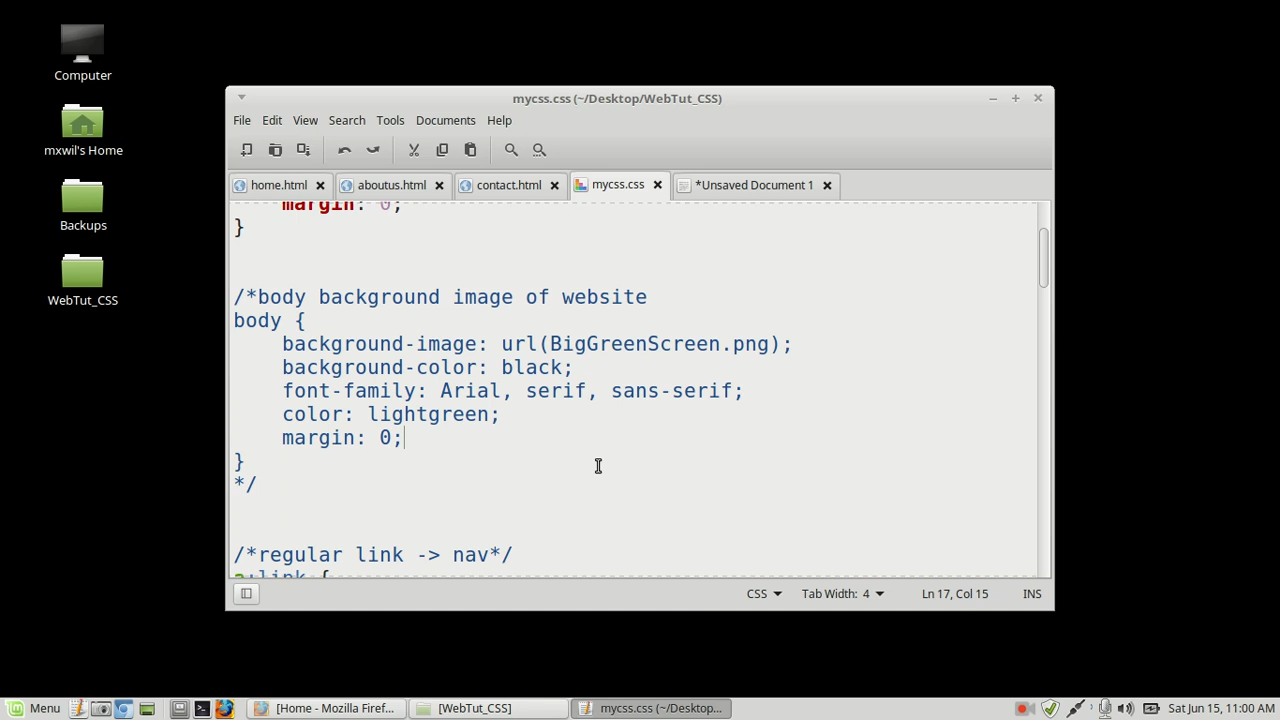 Computer
mxwil's Home
Backups
WebTut_CSS
mycss.css (~/Desktop/WebTut_CSS)
File Edit View Search Tools Documents Help
home.html aboutus.html contact.html mycss.css *Unsaved Document 1
margin: 0;
}
/*body background image of website
body {
background-image: url(BigGreenScreen.png);
background-color: black;
font-family: Arial, serif, sans-serif;
color: lightgreen;
margin: 0;
}
*/
/*regular link -> nav*/
a:link {
CSS Tab Width: 4 Ln 17, Col 15 INS
Menu [Home - Mozilla Firef... [WebTut_CSS] mycss.css (~/Desktop... Sat Jun 15, 11:00 AM